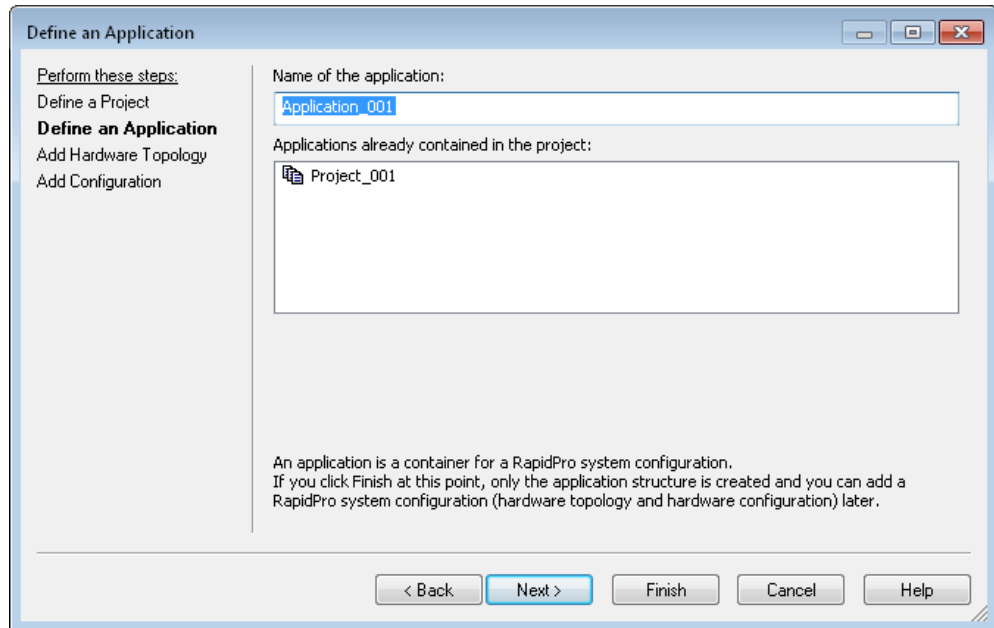 Define an Application
Perform these steps:
Define a Project
Define an Application
Add Hardware Topology
Add Configuration
Name of the application:
Application_001
Applications already contained in the project:
Project_001
An application is a container for a RapidPro system configuration.
If you click Finish at this point, only the application structure is created and you can add a
RapidPro system configuration (hardware topology and hardware configuration) later.
< Back
Next >
Finish
Cancel
Help